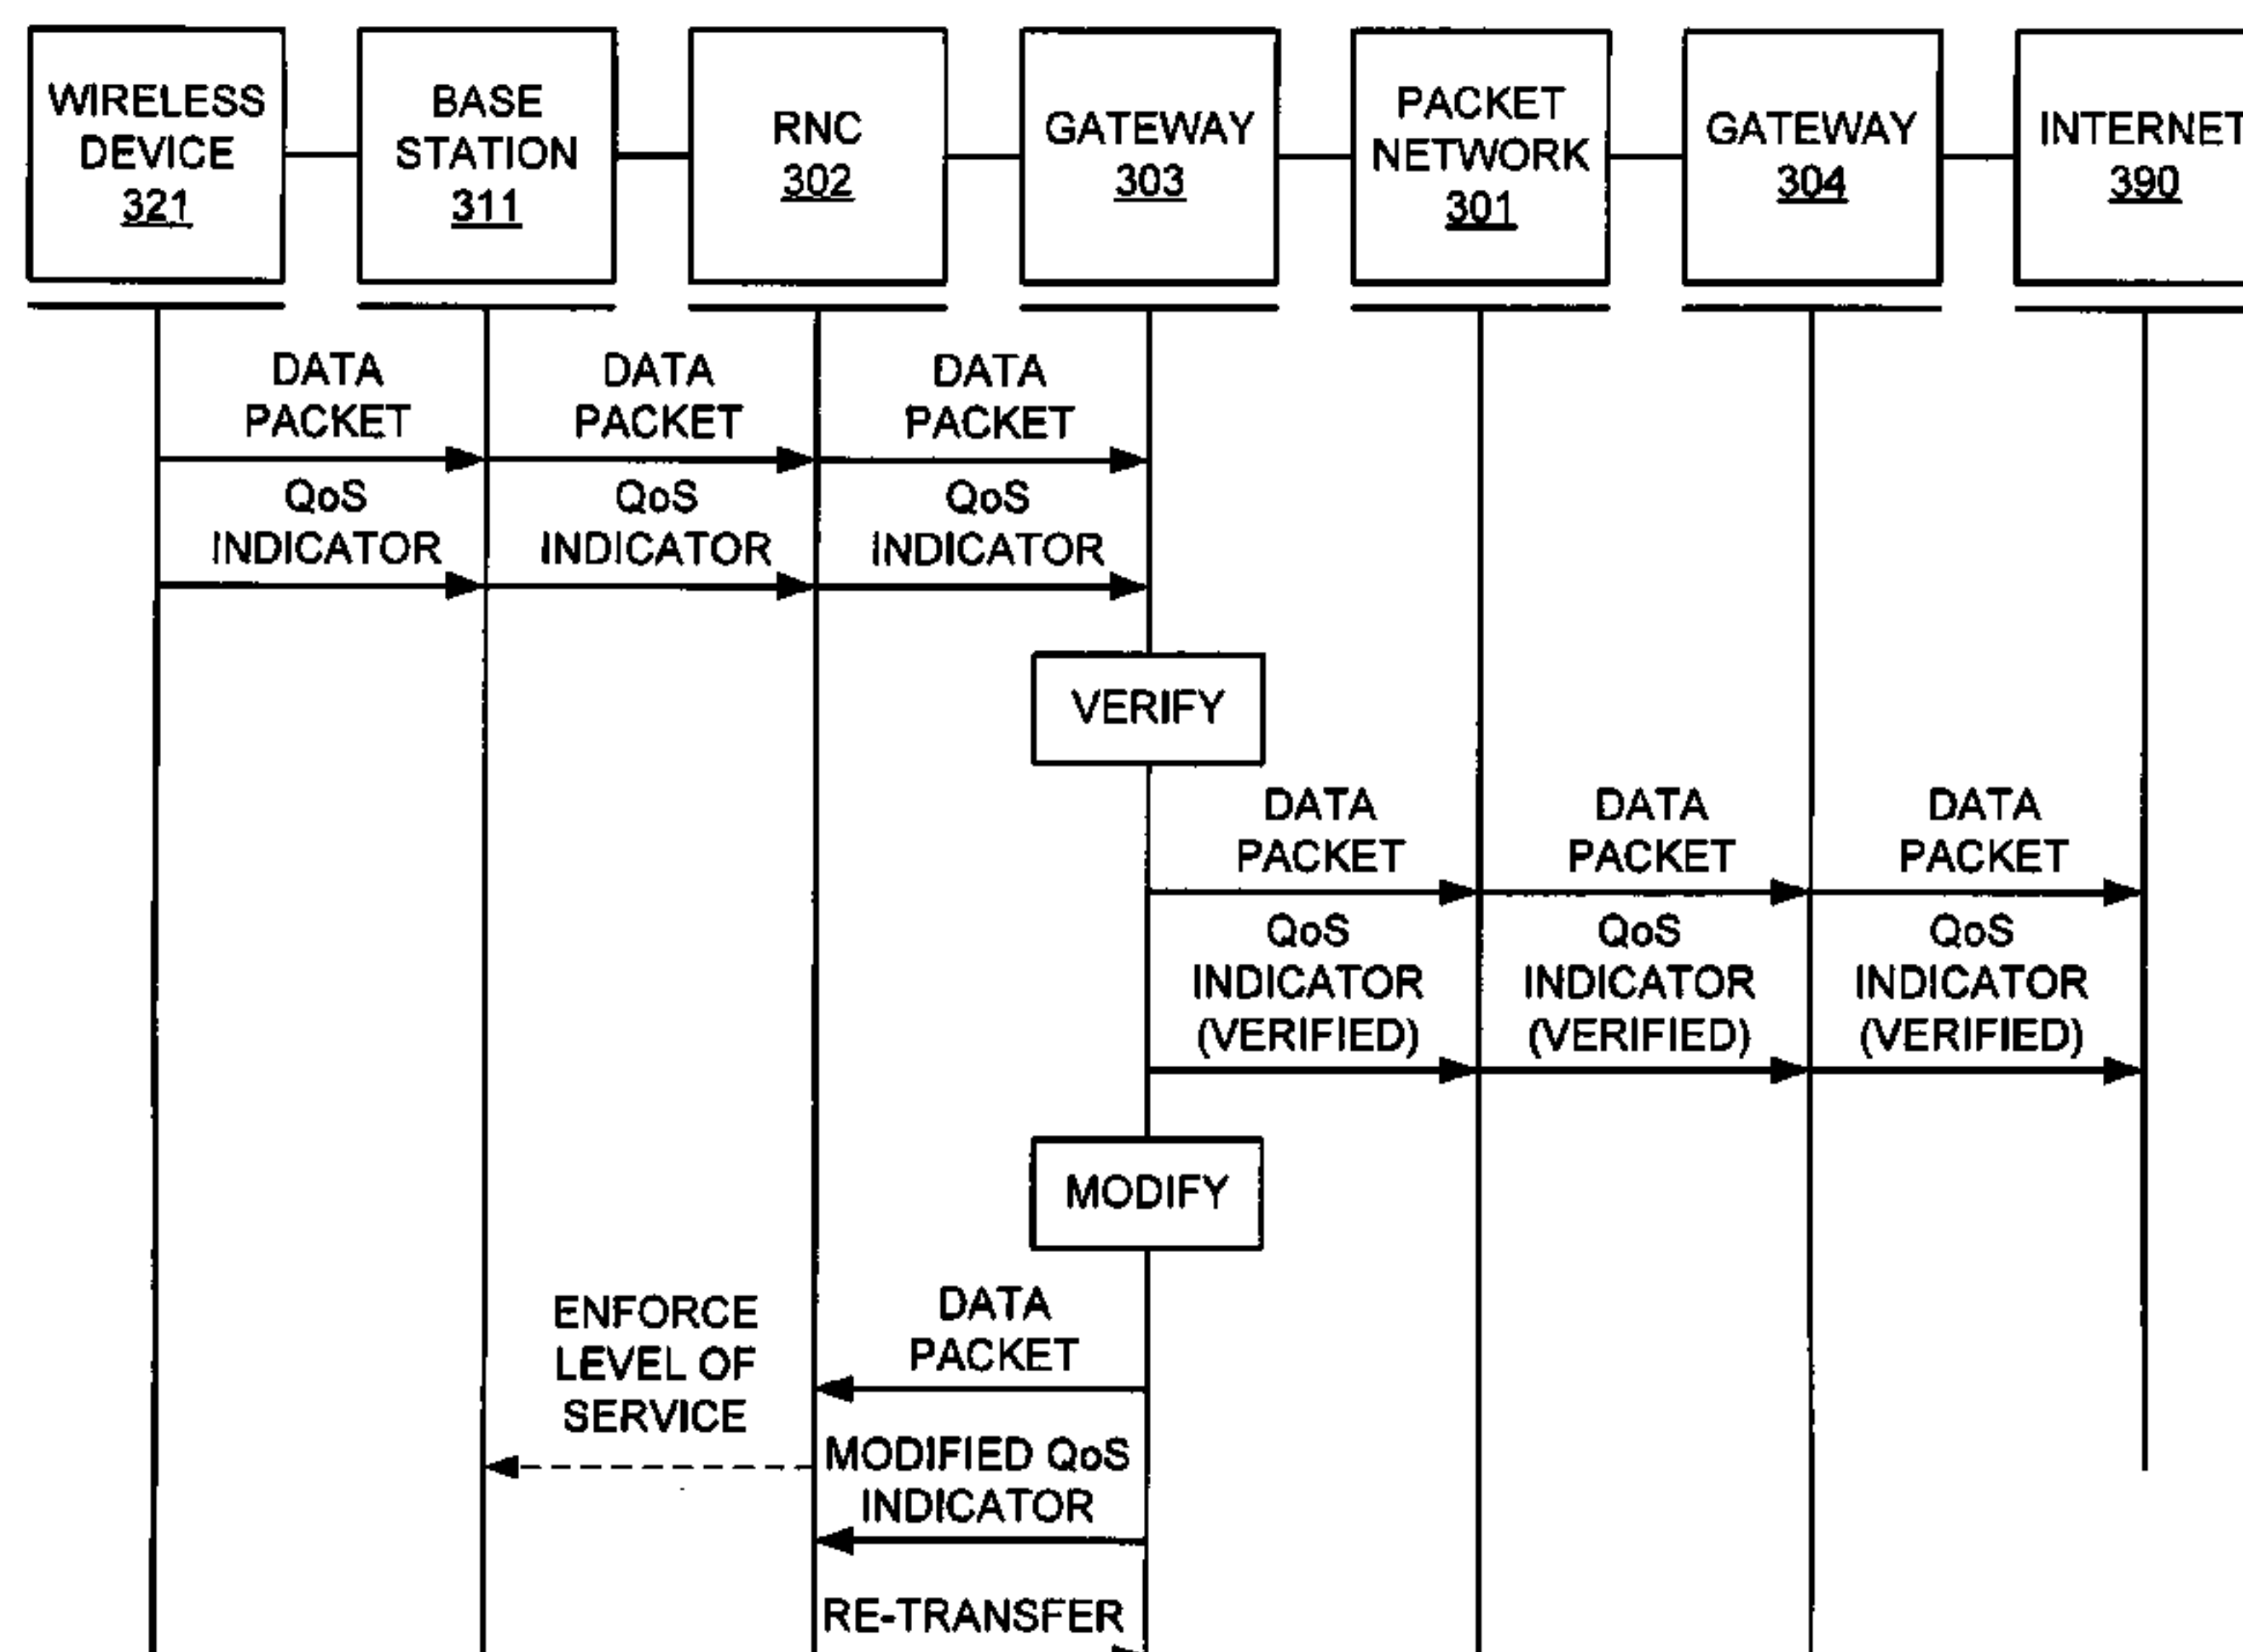 WIRELESS
DEVICE
321
BASE
STATION
311
RNC
302
GATEWAY
303
PACKET
NETWORK
301
GATEWAY
304
INTERNET
390
DATA
PACKET
DATA
PACKET
DATA
PACKET
QoS
INDICATOR
QoS
INDICATOR
QoS
INDICATOR
VERIFY
DATA
PACKET
DATA
PACKET
DATA
PACKET
QoS
INDICATOR
(VERIFIED)
QoS
INDICATOR
(VERIFIED)
QoS
INDICATOR
(VERIFIED)
MODIFY
DATA
PACKET
ENFORCE
LEVEL OF
SERVICE
MODIFIED QoS
INDICATOR
RE-TRANSFER